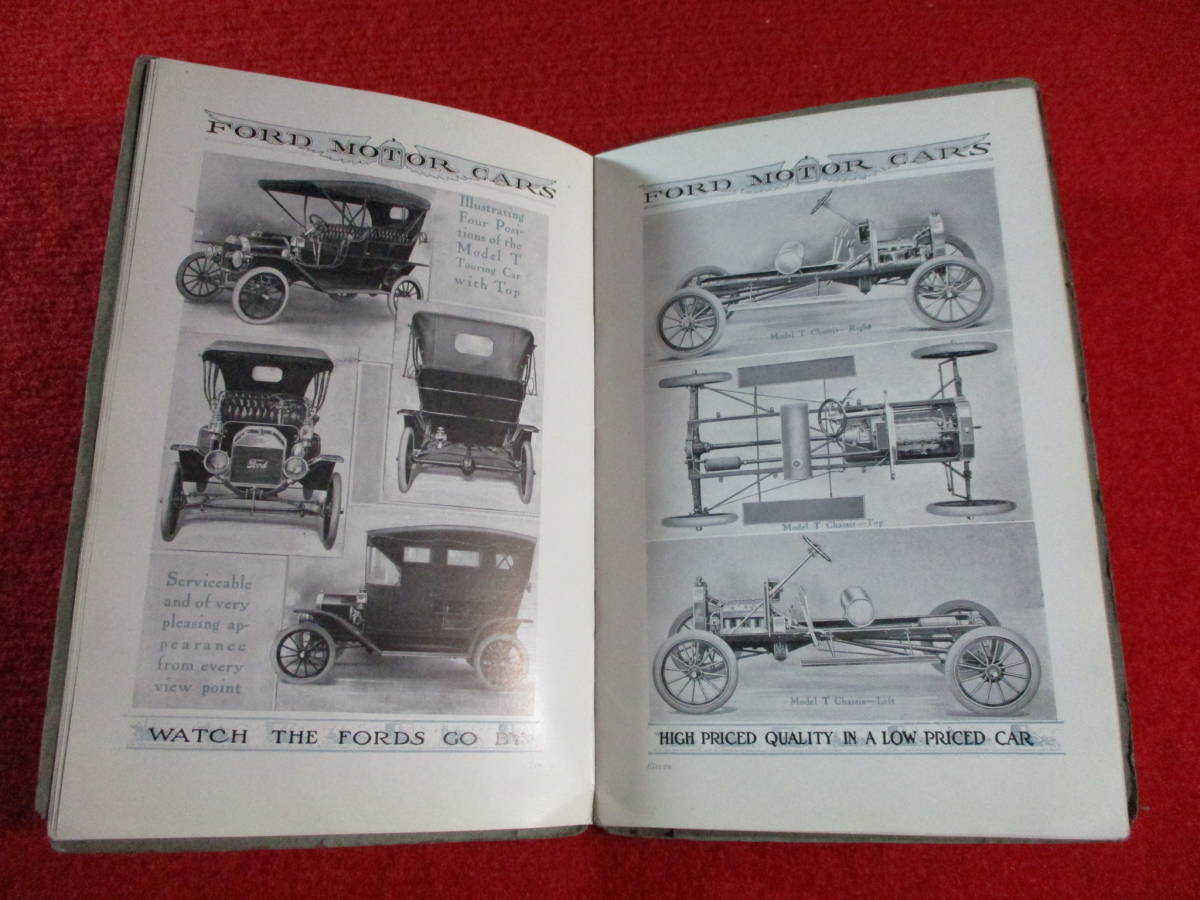 FORD MOTOR CARS
Illustrating
Four Posi-
tions of the
Model T
Touring Car
with Top
Ford
Serviceable
and of very
pleasing ap-
pearance
from every
view point
WATCH THE FORDS GO BY
Ten
FORD MOTOR CARS
Model T Chassis—Right
Model T Chassis—Top
Model T Chassis—Left
HIGH PRICED QUALITY IN A LOW PRICED CAR
Eleven